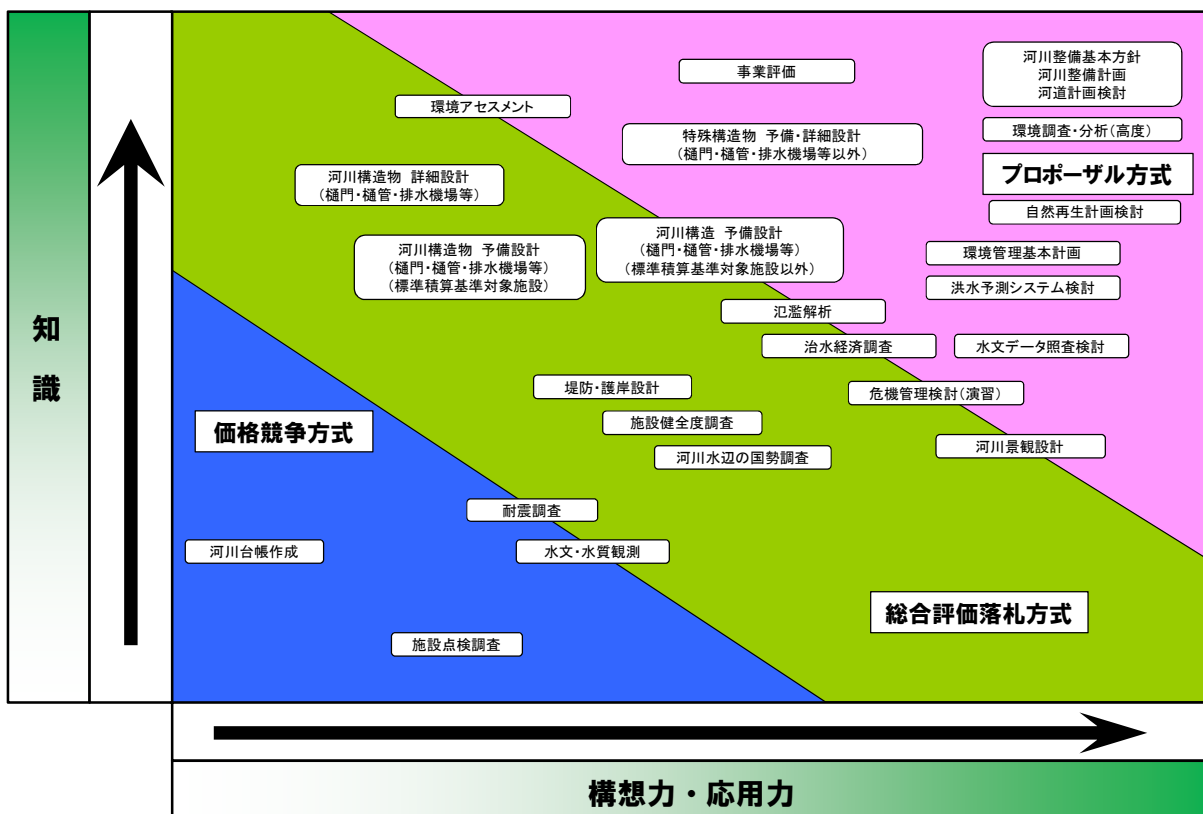 事業評価
河川整備基本方針
河川整備計画
河道計画検討
環境アセスメント
特殊構造物 予備・詳細設計
(樋門・樋管・排水機場等以外)
環境調査・分析(高度)
プロポーザル方式
河川構造物 詳細設計
(樋門・樋管・排水機場等)
自然再生計画検討
河川構造物 予備設計
(樋門・樋管・排水機場等)
(標準積算基準対象施設)
河川構造 予備設計
(樋門・樋管・排水機場等)
(標準積算基準対象施設以外)
環境管理基本計画
洪水予測システム検討
氾濫解析
治水経済調査
水文データ照査検討
知
識
堤防・護岸設計
危機管理検討(演習)
価格競争方式
施設健全度調査
河川水辺の国勢調査
河川景観設計
耐震調査
河川台帳作成
水文・水質観測
総合評価落札方式
施設点検調査
構想力・応用力